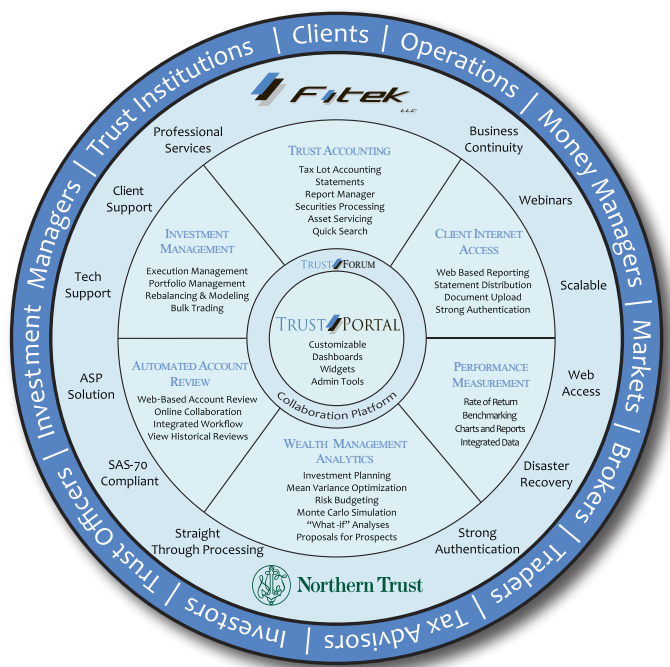 Investment Managers | Trust Institutions | Clients | Operations | Money Managers | Markets | Brokers | Traders | Tax Advisors | Investors | Trust Officers |
Fitek
LLC
Professional
Services
Business
Continuity
Client
Support
Webinars
Tech
Support
Scalable
ASP
Solution
Web
Access
SAS-70
Compliant
Disaster
Recovery
Straight
Through Processing
Strong
Authentication
TRUST ACCOUNTING
Tax Lot Accounting
Statements
Report Manager
Securities Processing
Asset Servicing
Quick Search
INVESTMENT
MANAGEMENT
Execution Management
Portfolio Management
Rebalancing & Modeling
Bulk Trading
CLIENT INTERNET
ACCESS
Web Based Reporting
Statement Distribution
Document Upload
Strong Authentication
TRUST FORUM
TRUST PORTAL
Customizable
Dashboards
Widgets
Admin Tools
Collaboration Platform
AUTOMATED ACCOUNT
REVIEW
Web-Based Account Review
Online Collaboration
Integrated Workflow
View Historical Reviews
PERFORMANCE
MEASUREMENT
Rate of Return
Benchmarking
Charts and Reports
Integrated Data
WEALTH MANAGEMENT
ANALYTICS
Investment Planning
Mean Variance Optimization
Risk Budgeting
Monte Carlo Simulation
“What -if” Analyses
Proposals for Prospects
Northern Trust